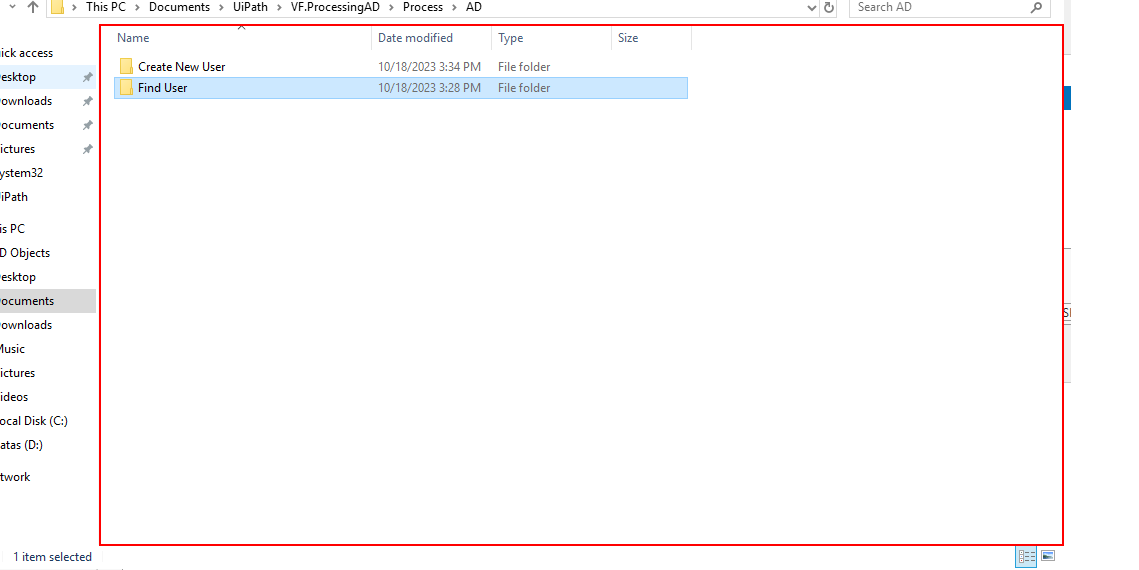 This PC > Documents > UiPath > VF.ProcessingAD > Process > AD
Search AD
Name Date modified Type Size
Create New User 10/18/2023 3:34 PM File folder
Find User 10/18/2023 3:28 PM File folder
ick access
esktop
ownloads
ocuments
ictures
ystem32
iPath
is PC
D Objects
esktop
ocuments
ownloads
Music
ictures
ideos
ocal Disk (C:)
atas (D:)
twork
1 item selected